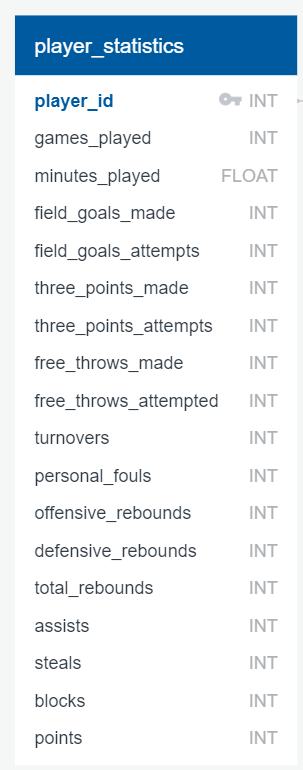 player_statistics
player_id INT
games_played INT
minutes_played FLOAT
field_goals_made INT
field_goals_attempts INT
three_points_made INT
three_points_attempts INT
free_throws_made INT
free_throws_attempted INT
turnovers INT
personal_fouls INT
offensive_rebounds INT
defensive_rebounds INT
total_rebounds INT
assists INT
steals INT
blocks INT
points INT